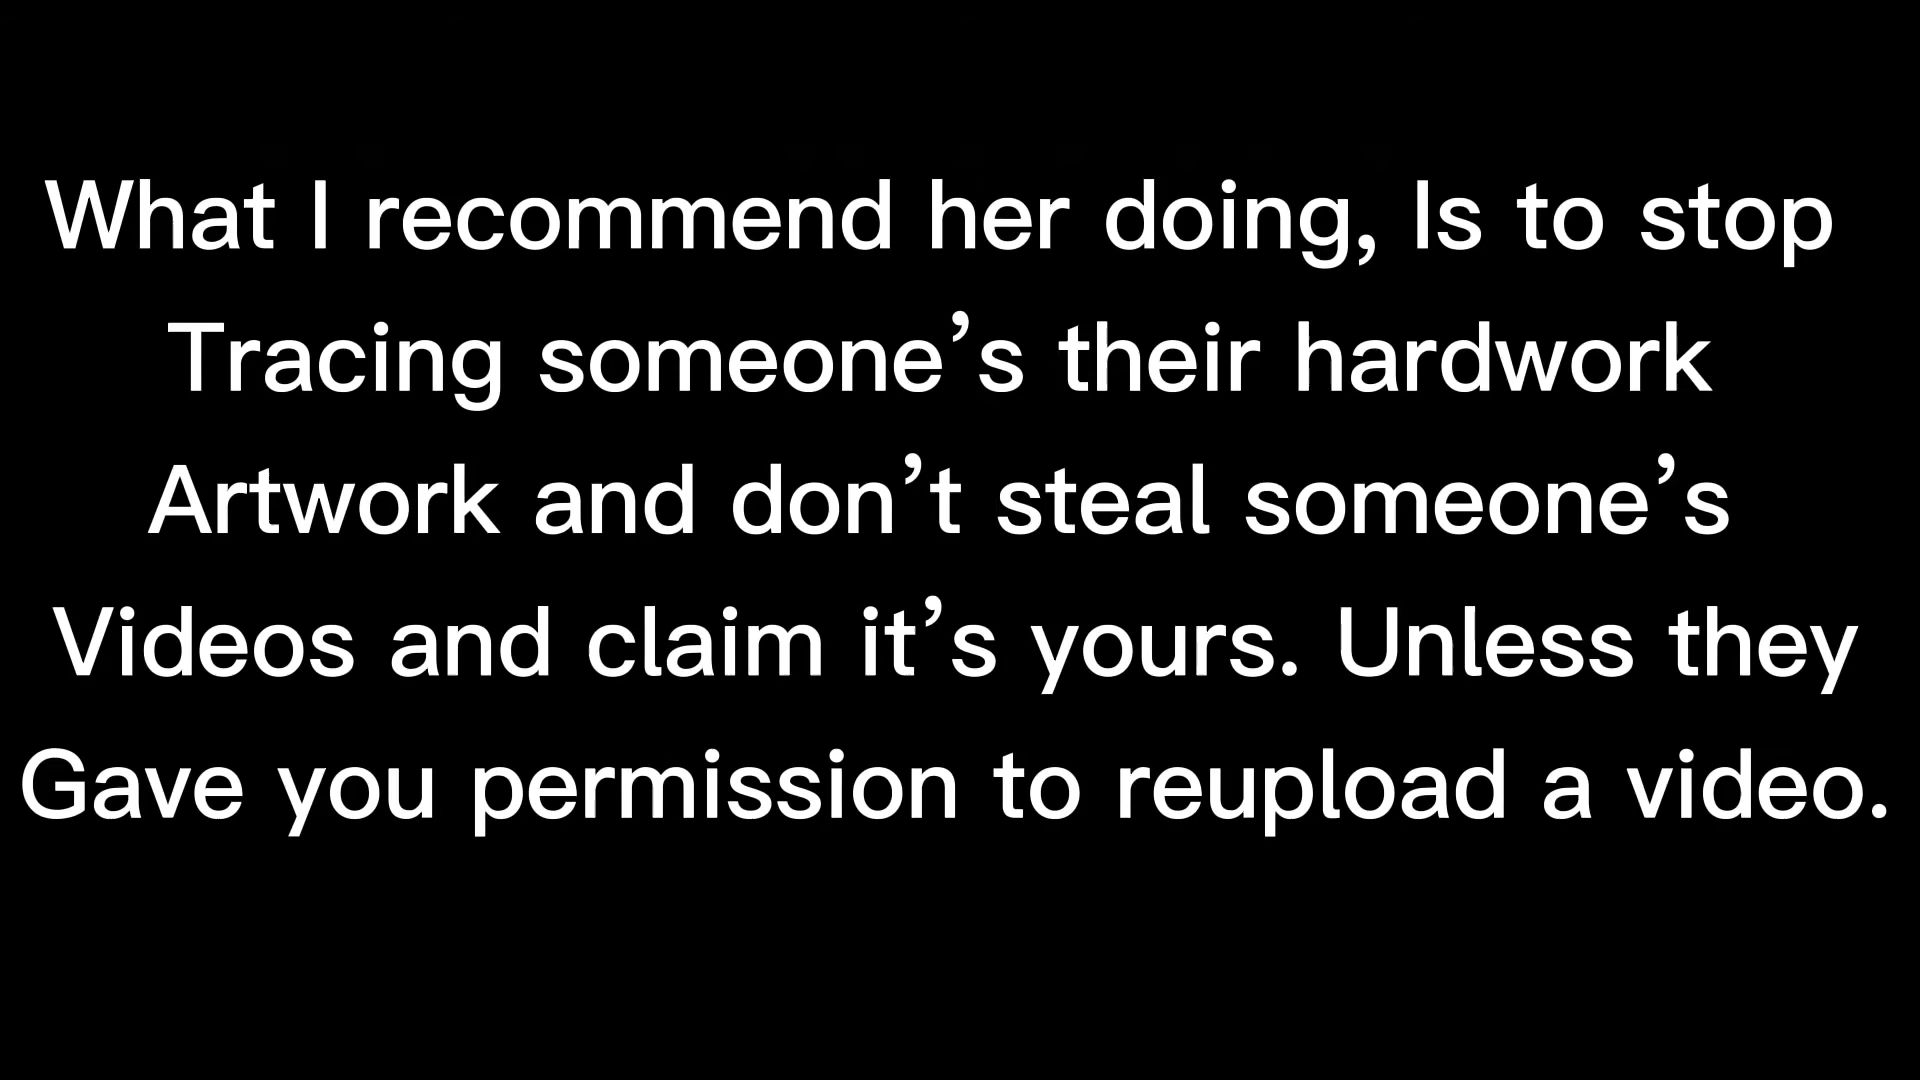 What I recommend her doing, Is to stop
Tracing someone’s their hardwork
Artwork and don’t steal someone’s
Videos and claim it’s yours. Unless they
Gave you permission to reupload a video.